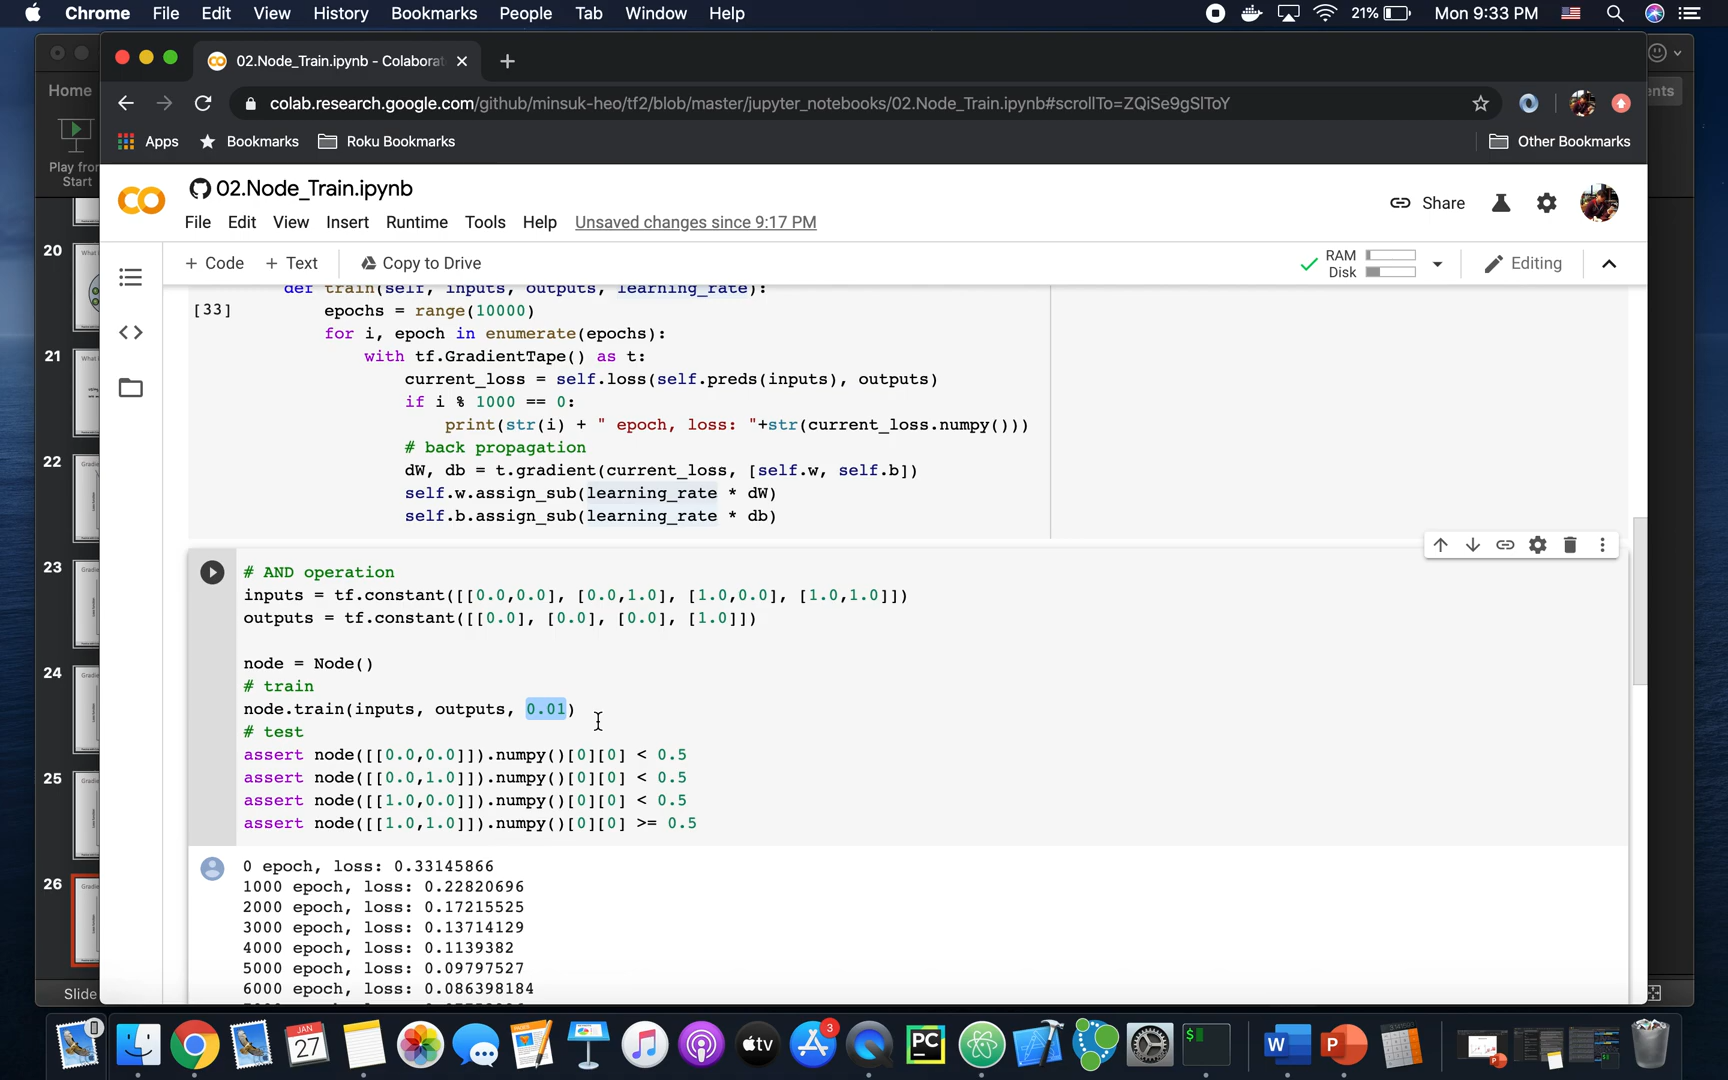 Chrome File Edit View History Bookmarks People Tab Window Help 21% Mon 9:33 PM
02.Node_Train.ipynb - Colaborat
Home
colab.research.google.com/github/minsuk-heo/tf2/blob/master/jupyter_notebooks/02.Node_Train.ipynb#scrollTo=ZQiSe9gSlToY
ents
Apps Bookmarks Roku Bookmarks Other Bookmarks
Play from
Start
02.Node_Train.ipynb
Share
File Edit View Insert Runtime Tools Help Unsaved changes since 9:17 PM
+ Code + Text Copy to Drive
RAM
Disk
Editing
def train(self, inputs, outputs, learning_rate):
[33] epochs = range(10000)
for i, epoch in enumerate(epochs):
with tf.GradientTape() as t:
current_loss = self.loss(self.preds(inputs), outputs)
if i % 1000 == 0:
print(str(i) + " epoch, loss: "+str(current_loss.numpy()))
# back propagation
dW, db = t.gradient(current_loss, [self.w, self.b])
self.w.assign_sub(learning_rate * dW)
self.b.assign_sub(learning_rate * db)
# AND operation
inputs = tf.constant([[0.0,0.0], [0.0,1.0], [1.0,0.0], [1.0,1.0]])
outputs = tf.constant([[0.0], [0.0], [0.0], [1.0]])
node = Node()
# train
node.train(inputs, outputs, 0.01)
# test
assert node([[0.0,0.0]]).numpy()[0][0] < 0.5
assert node([[0.0,1.0]]).numpy()[0][0] < 0.5
assert node([[1.0,0.0]]).numpy()[0][0] < 0.5
assert node([[1.0,1.0]]).numpy()[0][0] >= 0.5
0 epoch, loss: 0.33145866
1000 epoch, loss: 0.22820696
2000 epoch, loss: 0.17215525
3000 epoch, loss: 0.13714129
4000 epoch, loss: 0.1139382
5000 epoch, loss: 0.09797527
6000 epoch, loss: 0.086398184
20
21
22
23
24
25
26
Slide
JAN
27
tv
3
PC
W
P